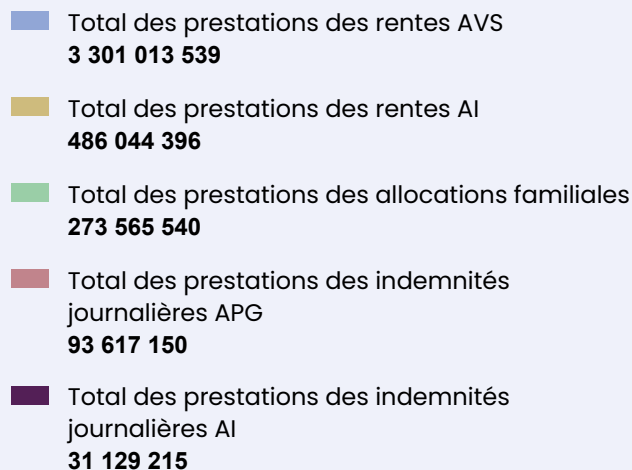 Total des prestations des rentes AVS
3 301 013 539
Total des prestations des rentes AI
486 044 396
Total des prestations des allocations familiales
273 565 540
Total des prestations des indemnités
journalières APG
93 617 150
Total des prestations des indemnités
journalières AI
31 129 215